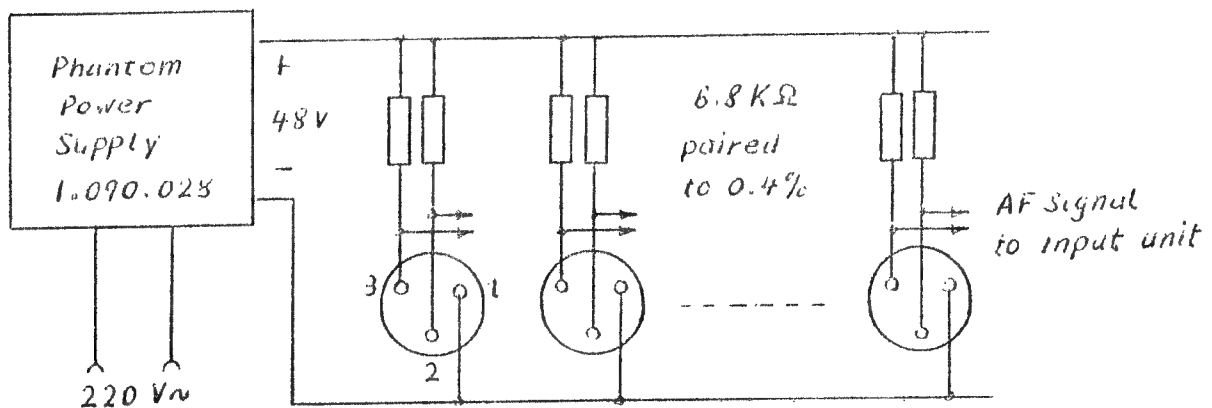 Phantom
Power
Supply
1.090.028
+
48V
-
6.8 KΩ
paired
to 0.4%
AF Signal
to Input unit
3
1
2
220 V~